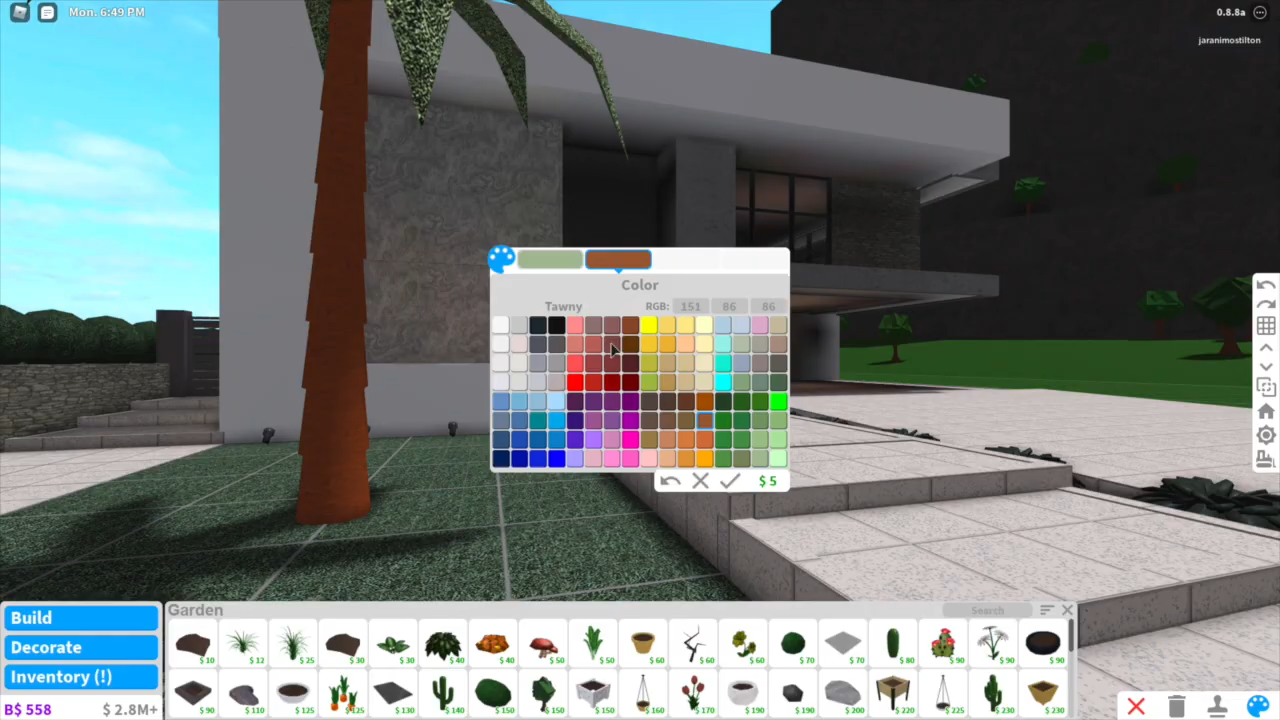 Mon. 6:49 PM
0.8.8a
jaranimostilton
Color
Tawny RGB: 151 86 86
$ 5
Build
Decorate
Inventory (!)
B$ 558 $ 2.8M+
Garden Search
$ 10 $ 12 $ 25 $ 30 $ 30 $ 40 $ 40 $ 50 $ 50 $ 60 $ 60 $ 60 $ 70 $ 70 $ 80 $ 90 $ 90 $ 90
$ 90 $ 110 $ 125 $ 125 $ 130 $ 140 $ 150 $ 150 $ 150 $ 160 $ 170 $ 190 $ 190 $ 200 $ 220 $ 225 $ 230 $ 230